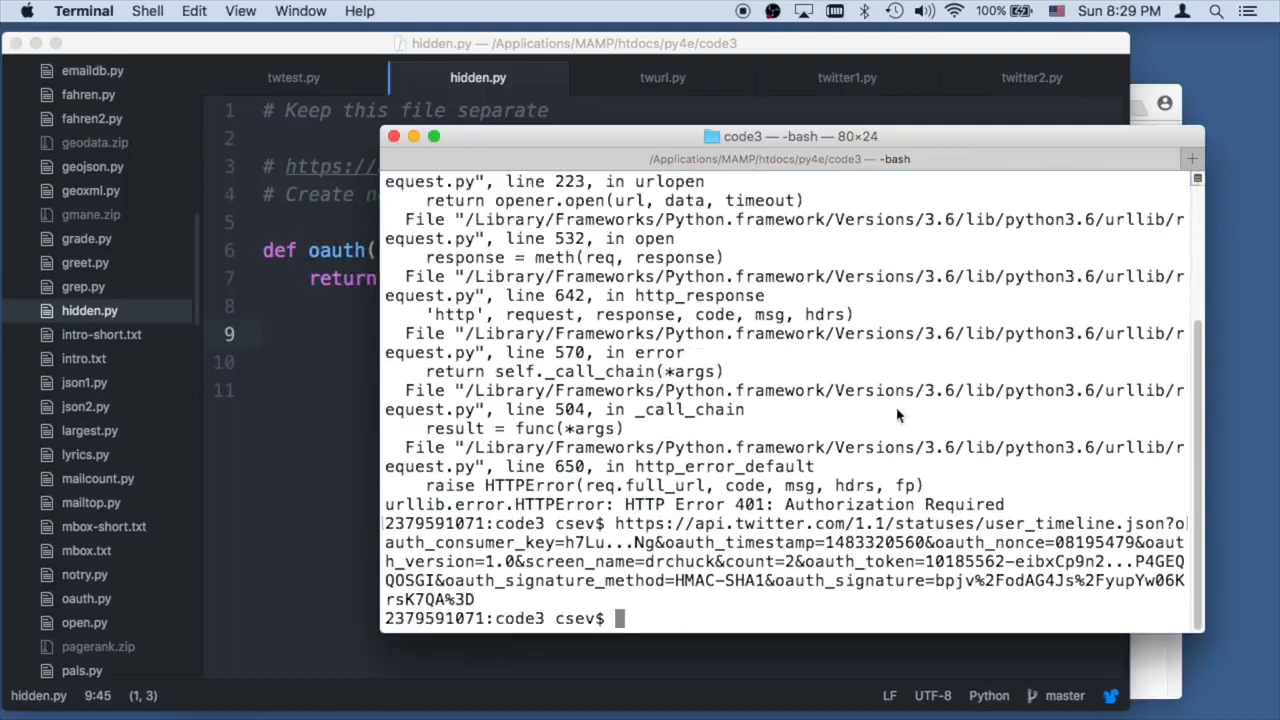 Terminal Shell Edit View Window Help 100% Sun 8:29 PM
hidden.py — /Applications/MAMP/htdocs/py4e/code3
emaildb.py
fahren.py
fahren2.py
geodata.zip
geojson.py
geoxml.py
gmane.zip
grade.py
greet.py
grep.py
hidden.py
intro-short.txt
intro.txt
json1.py
json2.py
largest.py
lyrics.py
mailcount.py
mailtop.py
mbox-short.txt
mbox.txt
notry.py
oauth.py
open.py
pagerank.zip
pals.py
twtest.py hidden.py twurl.py twitter1.py twitter2.py
1 # Keep this file separate
2
3 # https://
4 # Create
5
6 def oauth(
7 return
8
9
10
11
code3 — -bash — 80×24
/Applications/MAMP/htdocs/py4e/code3 — -bash
equest.py", line 223, in urlopen
return opener.open(url, data, timeout)
File "/Library/Frameworks/Python.framework/Versions/3.6/lib/python3.6/urllib/r
equest.py", line 532, in open
response = meth(req, response)
File "/Library/Frameworks/Python.framework/Versions/3.6/lib/python3.6/urllib/r
equest.py", line 642, in http_response
'http', request, response, code, msg, hdrs)
File "/Library/Frameworks/Python.framework/Versions/3.6/lib/python3.6/urllib/r
equest.py", line 570, in error
return self._call_chain(*args)
File "/Library/Frameworks/Python.framework/Versions/3.6/lib/python3.6/urllib/r
equest.py", line 504, in _call_chain
result = func(*args)
File "/Library/Frameworks/Python.framework/Versions/3.6/lib/python3.6/urllib/r
equest.py", line 650, in http_error_default
raise HTTPError(req.full_url, code, msg, hdrs, fp)
urllib.error.HTTPError: HTTP Error 401: Authorization Required
2379591071:code3 csev$ https://api.twitter.com/1.1/statuses/user_timeline.json?o
auth_consumer_key=h7Lu...Ng&oauth_timestamp=1483320560&oauth_nonce=08195479&oaut
h_version=1.0&screen_name=drchuck&count=2&oauth_token=10185562-eibxCp9n2...P4GEQ
QOSGI&oauth_signature_method=HMAC-SHA1&oauth_signature=bpjv%2FodAG4Js%2FyupYw06K
rsK7QA%3D
2379591071:code3 csev$
hidden.py 9:45 (1, 3) LF UTF-8 Python master